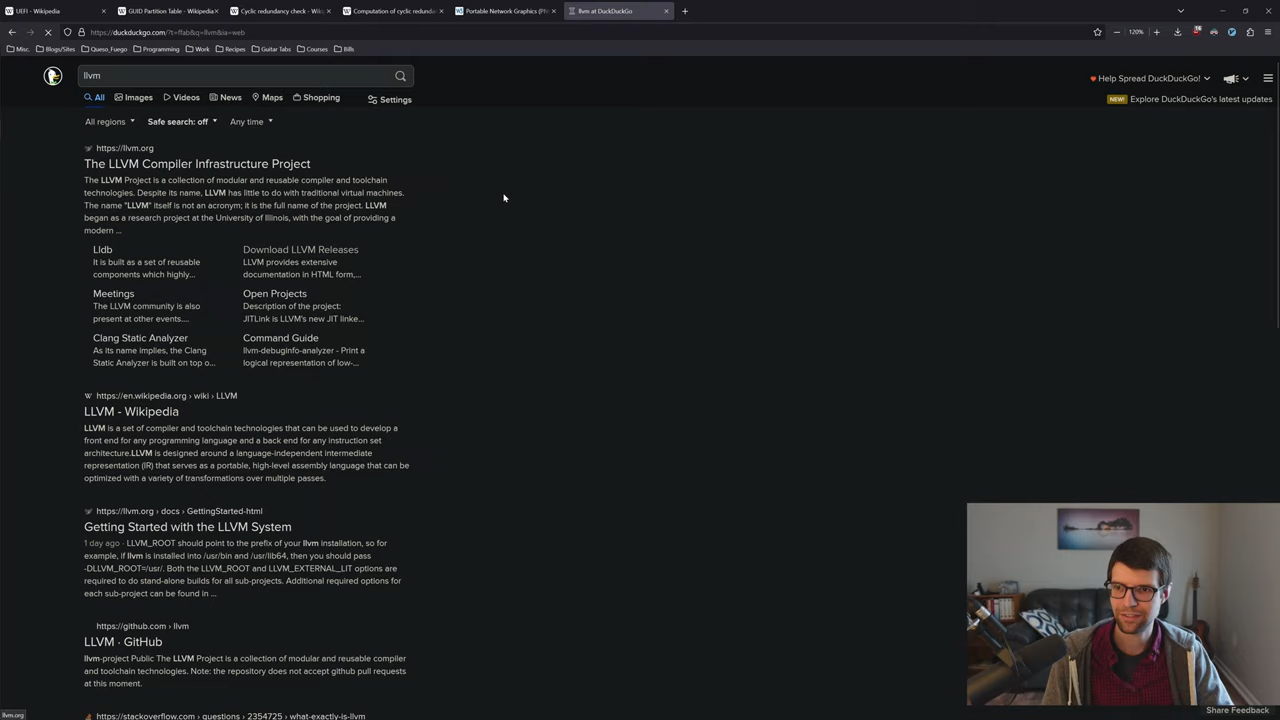 UEFI - Wikipedia
GUID Partition Table - Wikipedia
Cyclic redundancy check - Wiki
Computation of cyclic redundan
Portable Network Graphics (PN
llvm at DuckDuckGo
https://duckduckgo.com/?t=ffab&q=llvm&ia=web
120%
Misc.
Blogs/Sites
Queso_Fuego
Programming
Work
Recipes
Guitar Tabs
Courses
Bills
llvm
Help Spread DuckDuckGo!
All
Images
Videos
News
Maps
Shopping
Settings
NEW! Explore DuckDuckGo's latest updates
All regions
Safe search: off
Any time
https://llvm.org
The LLVM Compiler Infrastructure Project
The LLVM Project is a collection of modular and reusable compiler and toolchain
technologies. Despite its name, LLVM has little to do with traditional virtual machines.
The name "LLVM" itself is not an acronym; it is the full name of the project. LLVM
began as a research project at the University of Illinois, with the goal of providing a
modern ...
Lldb
It is built as a set of reusable
components which highly...
Download LLVM Releases
LLVM provides extensive
documentation in HTML form,...
Meetings
The LLVM community is also
present at other events....
Open Projects
Description of the project:
JITLink is LLVM's new JIT linke...
Clang Static Analyzer
As its name implies, the Clang
Static Analyzer is built on top o...
Command Guide
llvm-debuginfo-analyzer - Print a
logical representation of low-...
https://en.wikipedia.org › wiki › LLVM
LLVM - Wikipedia
LLVM is a set of compiler and toolchain technologies that can be used to develop a
front end for any programming language and a back end for any instruction set
architecture.LLVM is designed around a language-independent intermediate
representation (IR) that serves as a portable, high-level assembly language that can be
optimized with a variety of transformations over multiple passes.
https://llvm.org › docs › GettingStarted-html
Getting Started with the LLVM System
1 day ago · LLVM_ROOT should point to the prefix of your llvm installation, so for
example, if llvm is installed into /usr/bin and /usr/lib64, then you should pass
-DLLVM_ROOT=/usr/. Both the LLVM_ROOT and LLVM_EXTERNAL_LIT options are
required to do stand-alone builds for all sub-projects. Additional required options for
each sub-project can be found in ...
https://github.com › llvm
LLVM · GitHub
llvm-project Public The LLVM Project is a collection of modular and reusable compiler
and toolchain technologies. Note: the repository does not accept github pull requests
at this moment.
https://stackoverflow.com › questions › 2354725 › what-exactly-is-llvm
llvm.org
Share Feedback